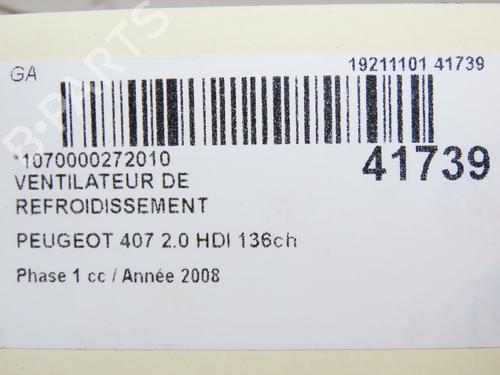 GA
19211101 41739
*1070000272010
41739
VENTILATEUR DE
REFROIDISSEMENT
PEUGEOT 407 2.0 HDI 136ch
Phase 1 cc / Année 2008
B-PARTS